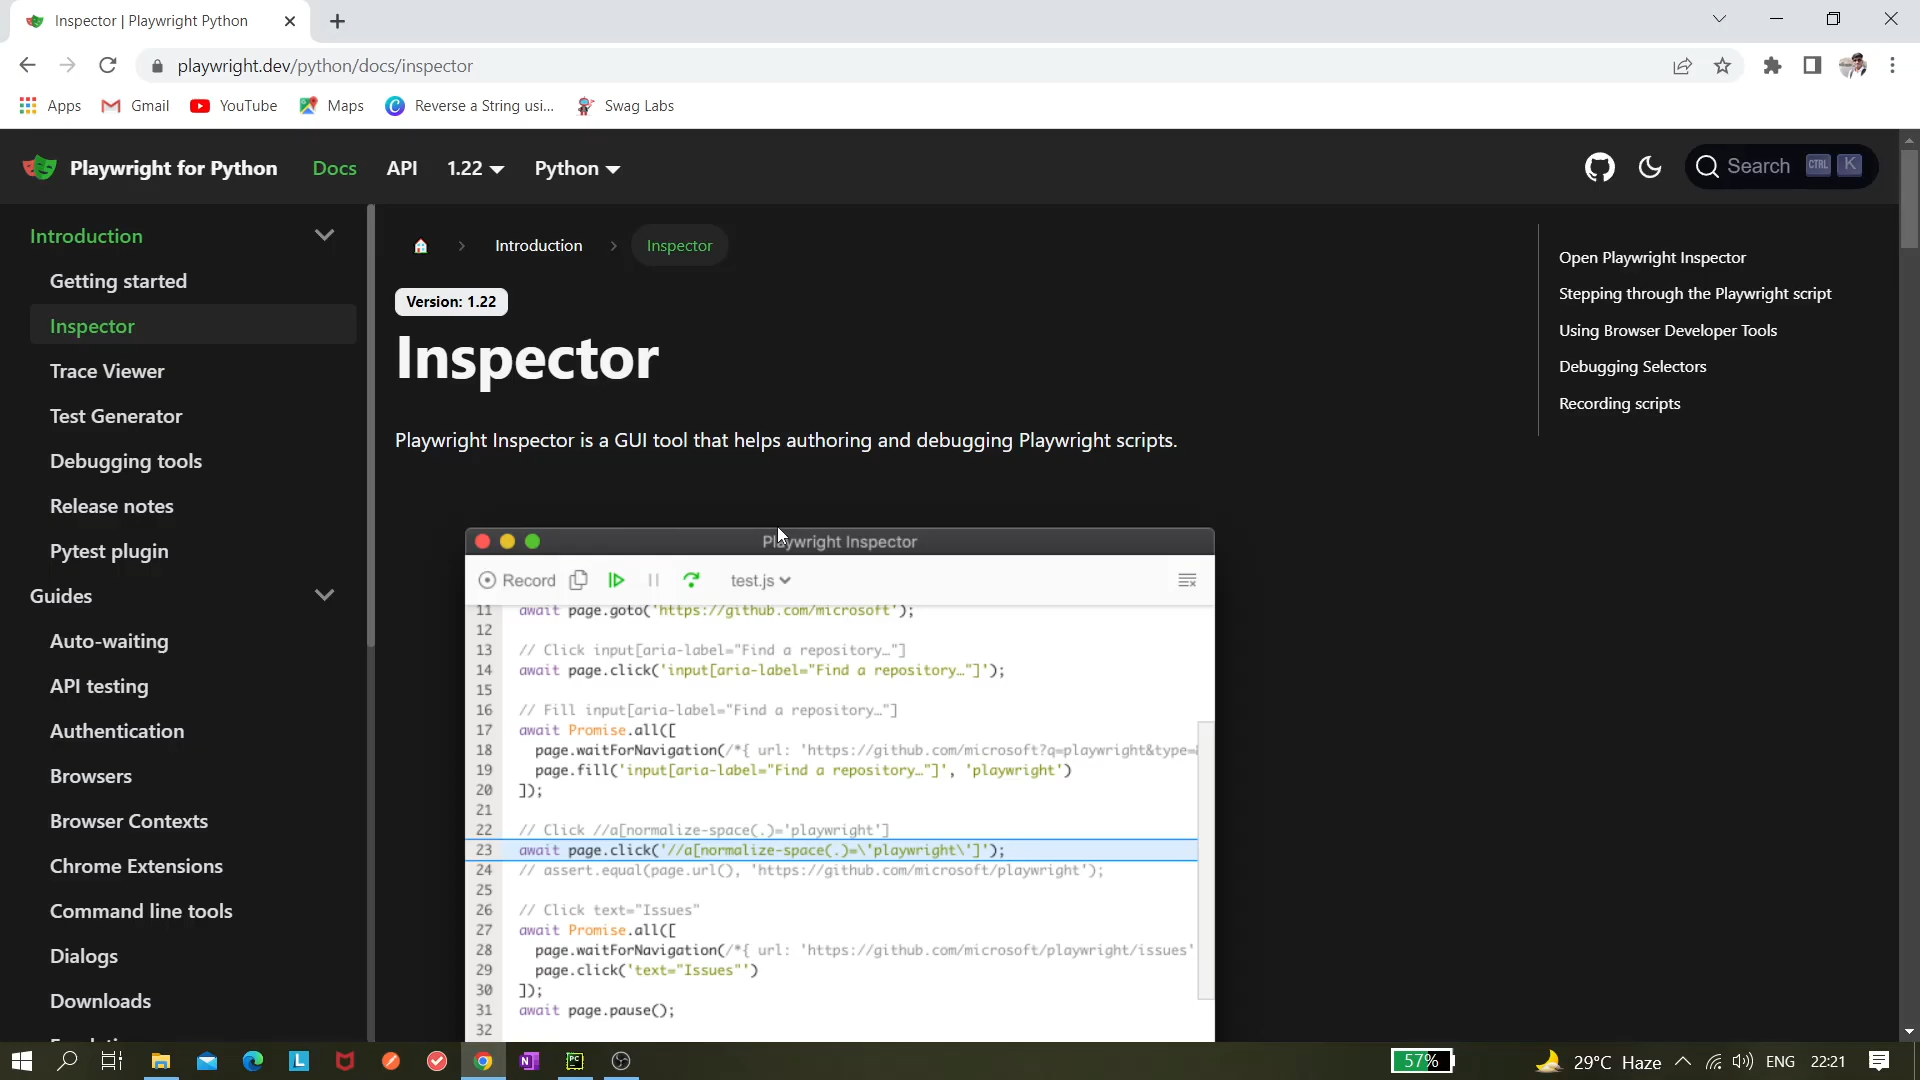 Inspector | Playwright Python
playwright.dev/python/docs/inspector
Apps
Gmail
YouTube
Maps
Reverse a String usi...
Swag Labs
Playwright for Python
Docs
API
1.22
Python
Search
CTRL
K
Introduction
Getting started
Inspector
Trace Viewer
Test Generator
Debugging tools
Release notes
Pytest plugin
Guides
Auto-waiting
API testing
Authentication
Browsers
Browser Contexts
Chrome Extensions
Command line tools
Dialogs
Downloads
Introduction
Inspector
Version: 1.22
Inspector
Playwright Inspector is a GUI tool that helps authoring and debugging Playwright scripts.
Playwright Inspector
Record
test.js
11 await page.goto('https://github.com/microsoft');
12
13 // Click input[aria-label="Find a repository…"]
14 await page.click('input[aria-label="Find a repository…"]');
15
16 // Fill input[aria-label="Find a repository…"]
17 await Promise.all([
18 page.waitForNavigation(/*{ url: 'https://github.com/microsoft?q=playwright&type=
19 page.fill('input[aria-label="Find a repository…"]', 'playwright')
20 ]);
21
22 // Click //a[normalize-space(.)='playwright']
23 await page.click('//a[normalize-space(.)=\'playwright\']');
24 // assert.equal(page.url(), 'https://github.com/microsoft/playwright');
25
26 // Click text="Issues"
27 await Promise.all([
28 page.waitForNavigation(/*{ url: 'https://github.com/microsoft/playwright/issues'
29 page.click('text="Issues"')
30 ]);
31 await page.pause();
32
Open Playwright Inspector
Stepping through the Playwright script
Using Browser Developer Tools
Debugging Selectors
Recording scripts
57%
29°C Haze
ENG
22:21